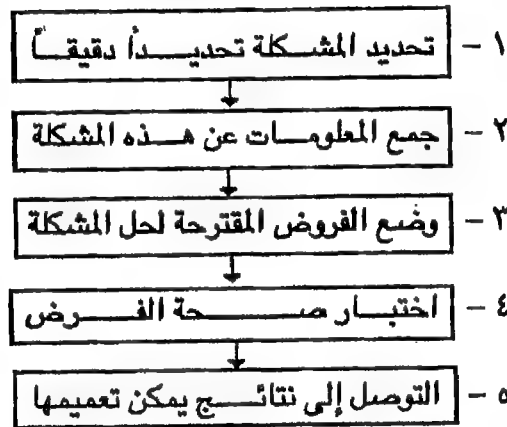 ١ - تحديد المشكلة تحديداً دقيقاً
٢ - جمع المعلومات عن هذه المشكلة
٣ - وضع الفروض المقترحة لحل المشكلة
٤ - اختبار صحة الفرض
٥ - التوصل إلى نتائج يمكن تعميمها